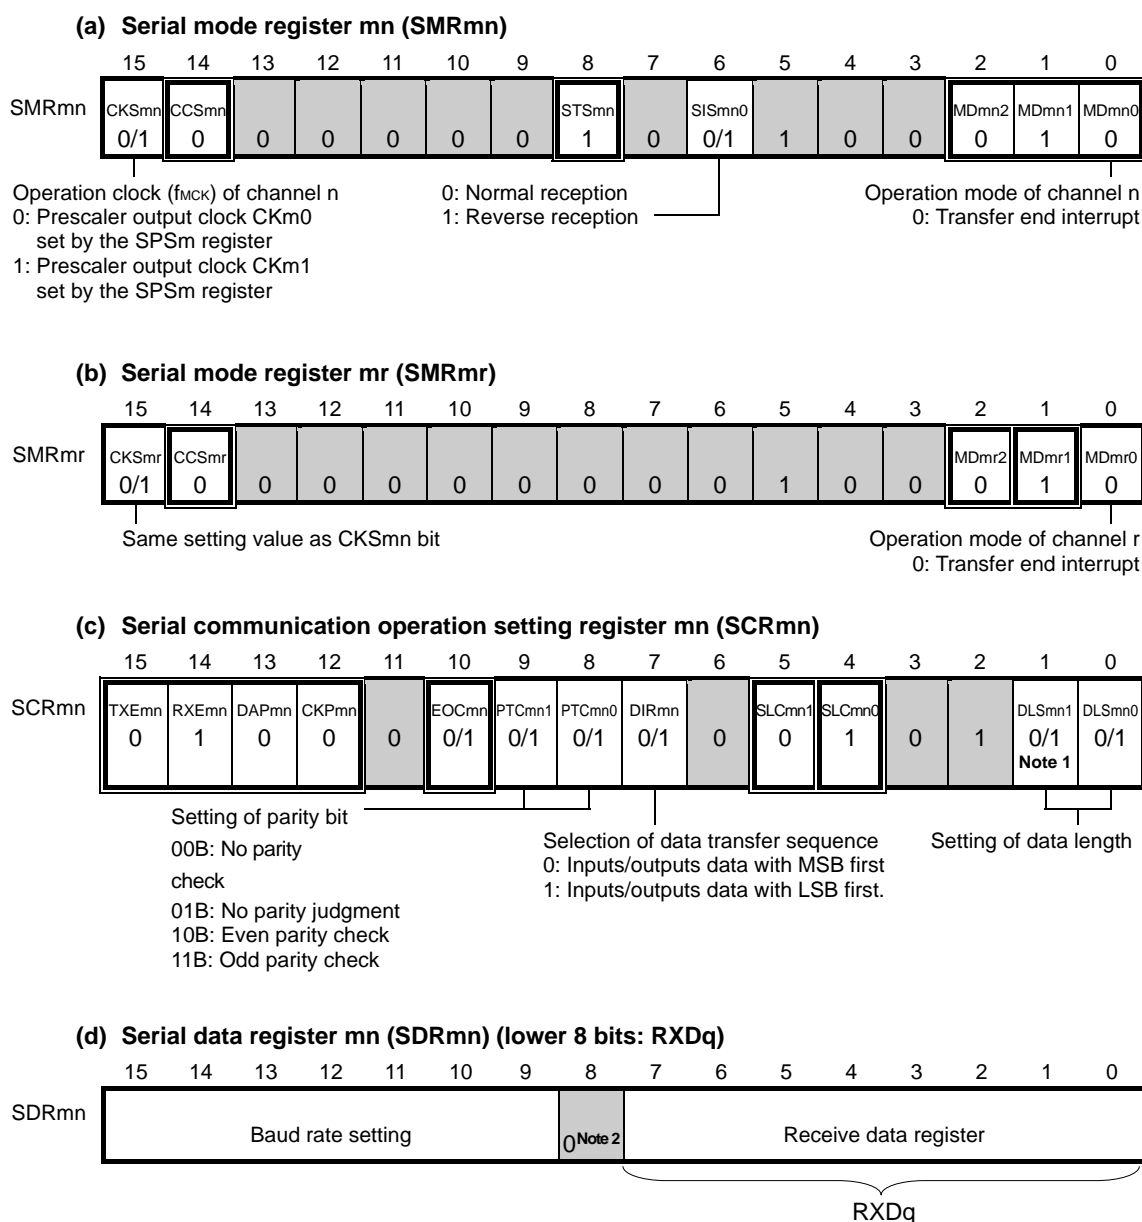 (a) Serial mode register mn (SMRmn)
15 14 13 12 11 10 9 8 7 6 5 4 3 2 1 0
SMRmn
CKSmn CCSmn STSmn SISmn0 MDmn2 MDmn1 MDmn0
0/1 0 0 0 0 0 0 1 0 0/1 1 0 0 0 1 0
Operation clock (fMCK) of channel n
0: Prescaler output clock CKm0
set by the SPSm register
1: Prescaler output clock CKm1
set by the SPSm register
0: Normal reception
1: Reverse reception
Operation mode of channel n
0: Transfer end interrupt
(b) Serial mode register mr (SMRmr)
15 14 13 12 11 10 9 8 7 6 5 4 3 2 1 0
SMRmr
CKSmr CCSmr MDmr2 MDmr1 MDmr0
0/1 0 0 0 0 0 0 0 0 0 1 0 0 0 1 0
Same setting value as CKSmn bit
Operation mode of channel r
0: Transfer end interrupt
(c) Serial communication operation setting register mn (SCRmn)
15 14 13 12 11 10 9 8 7 6 5 4 3 2 1 0
SCRmn
TXEmn RXEmn DAPmn CKPmn EOCmn PTCmn1 PTCmn0 DIRmn SLCmn1 SLCmn0 DLSmn1 DLSmn0
0 1 0 0 0 0/1 0/1 0/1 0/1 0 0 1 0 1 0/1 0/1
Note 1
Setting of parity bit
00B: No parity
check
01B: No parity judgment
10B: Even parity check
11B: Odd parity check
Selection of data transfer sequence
0: Inputs/outputs data with MSB first
1: Inputs/outputs data with LSB first.
Setting of data length
(d) Serial data register mn (SDRmn) (lower 8 bits: RXDq)
15 14 13 12 11 10 9 8 7 6 5 4 3 2 1 0
SDRmn
Baud rate setting 0 Note 2 Receive data register
RXDq